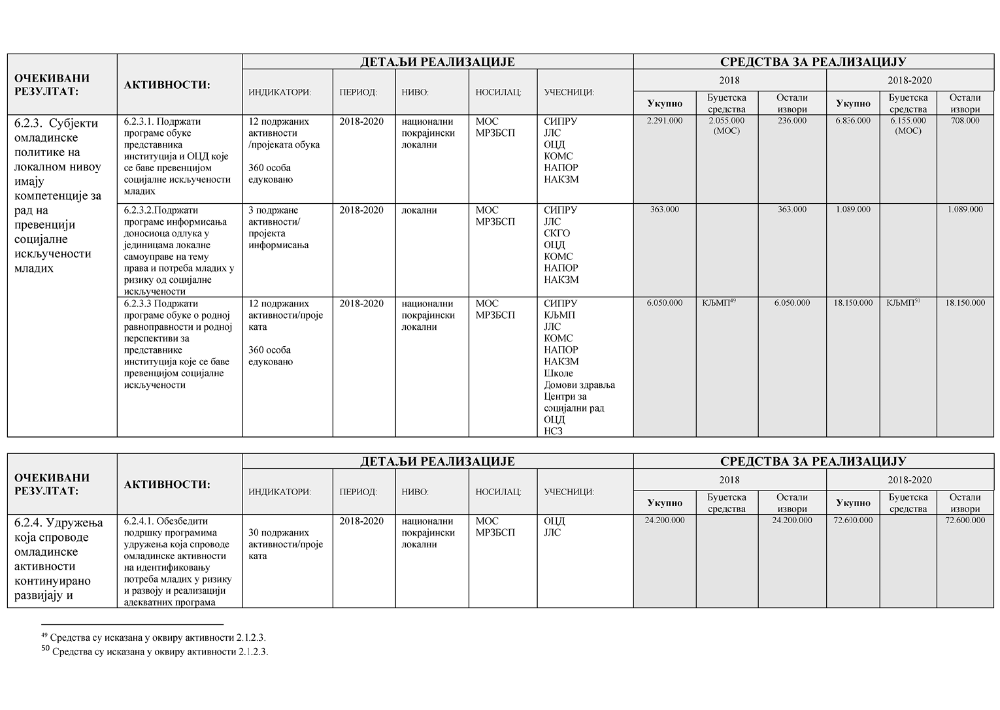 ОЧЕКИВАНИ
РЕЗУЛТАТ:
АКТИВНОСТИ:
ДЕТАЉИ РЕАЛИЗАЦИЈЕ
СРЕДСТВА ЗА РЕАЛИЗАЦИЈУ
ИНДИКАТОРИ:
ПЕРИОД:
НИВО:
НОСИЛАЦ:
УЧЕСНИЦИ:
2018
2018-2020
Укупно
Буџетска
средства
Остали
извори
Укупно
Буџетска
средства
Остали
извори
6.2.3. Субјекти
омладинске
политике на
локалном нивоу
имају
компетенције за
рад на
превенцији
социјалне
искључености
младих
6.2.3.1. Подржати
програме обуке
представника
институција и ОЦД које
се баве превенцијом
социјалне искључености
младих
12 подржаних
активности
/пројеката обука
360 особа
едуковано
2018-2020
национални
покрајински
локални
МОС
МРЗБСП
СИПРУ
ЈЛС
ОЦД
КОМС
НАПОР
НАКЗМ
2.291.000
2.055.000
(МОС)
236.000
6.836.000
6.155.000
(МОС)
708.000
6.2.3.2.Подржати
програме информисања
доносиоца одлука у
јединицама локалне
самоуправе на тему
права и потреба младих у
ризику од социјалне
искључености
3 подржане
активности/
пројекта
информисања
2018-2020
локални
МОС
МРЗБСП
СИПРУ
ЈЛС
СКГО
ОЦД
КОМС
НАПОР
НАКЗМ
363.000
363.000
1.089.000
1.089.000
6.2.3.3 Подржати
програме обуке о родној
равноправности и родној
перспективи за
представнике
институција које се баве
превенцијом социјалне
искључености
12 подржаних
активности/проје
ката
360 особа
едуковано
2018-2020
национални
покрајински
локални
МОС
МРЗБСП
СИПРУ
КЉМП
ЈЛС
КОМС
НАПОР
НАКЗМ
Школе
Домови здравља
Центри за
социјални рад
ОЦД
НСЗ
6.050.000
КЉМП49
6.050.000
18.150.000
КЉМП50
18.150.000
ОЧЕКИВАНИ
РЕЗУЛТАТ:
АКТИВНОСТИ:
ДЕТАЉИ РЕАЛИЗАЦИЈЕ
СРЕДСТВА ЗА РЕАЛИЗАЦИЈУ
ИНДИКАТОРИ:
ПЕРИОД:
НИВО:
НОСИЛАЦ:
УЧЕСНИЦИ:
2018
2018-2020
Укупно
Буџетска
средства
Остали
извори
Укупно
Буџетска
средства
Остали
извори
6.2.4. Удружења
која спроводе
омладинске
активности
континуирано
развијају и
6.2.4.1. Обезбедити
подршку програмима
удружења која спроводе
омладинске активности
на идентификовању
потреба младих у ризику
и развоју и реализацији
адекватних програма
30 подржаних
активности/проје
ката
2018-2020
национални
покрајински
локални
МОС
МРЗБСП
ОЦД
ЈЛС
24.200.000
24.200.000
72.600.000
72.600.000
49 Средства су исказана у оквиру активности 2.1.2.3.
50 Средства су исказана у оквиру активности 2.1.2.3.